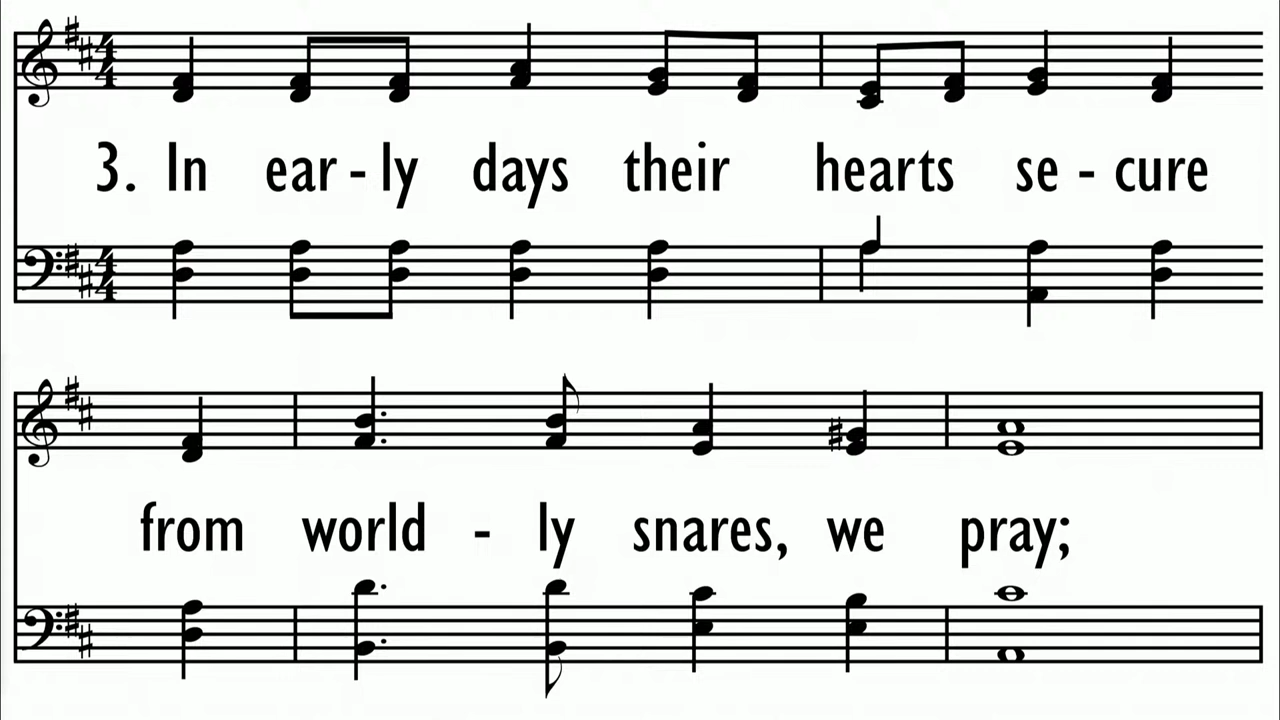 3. In ear - ly days their hearts se - cure
from world - ly snares, we pray;